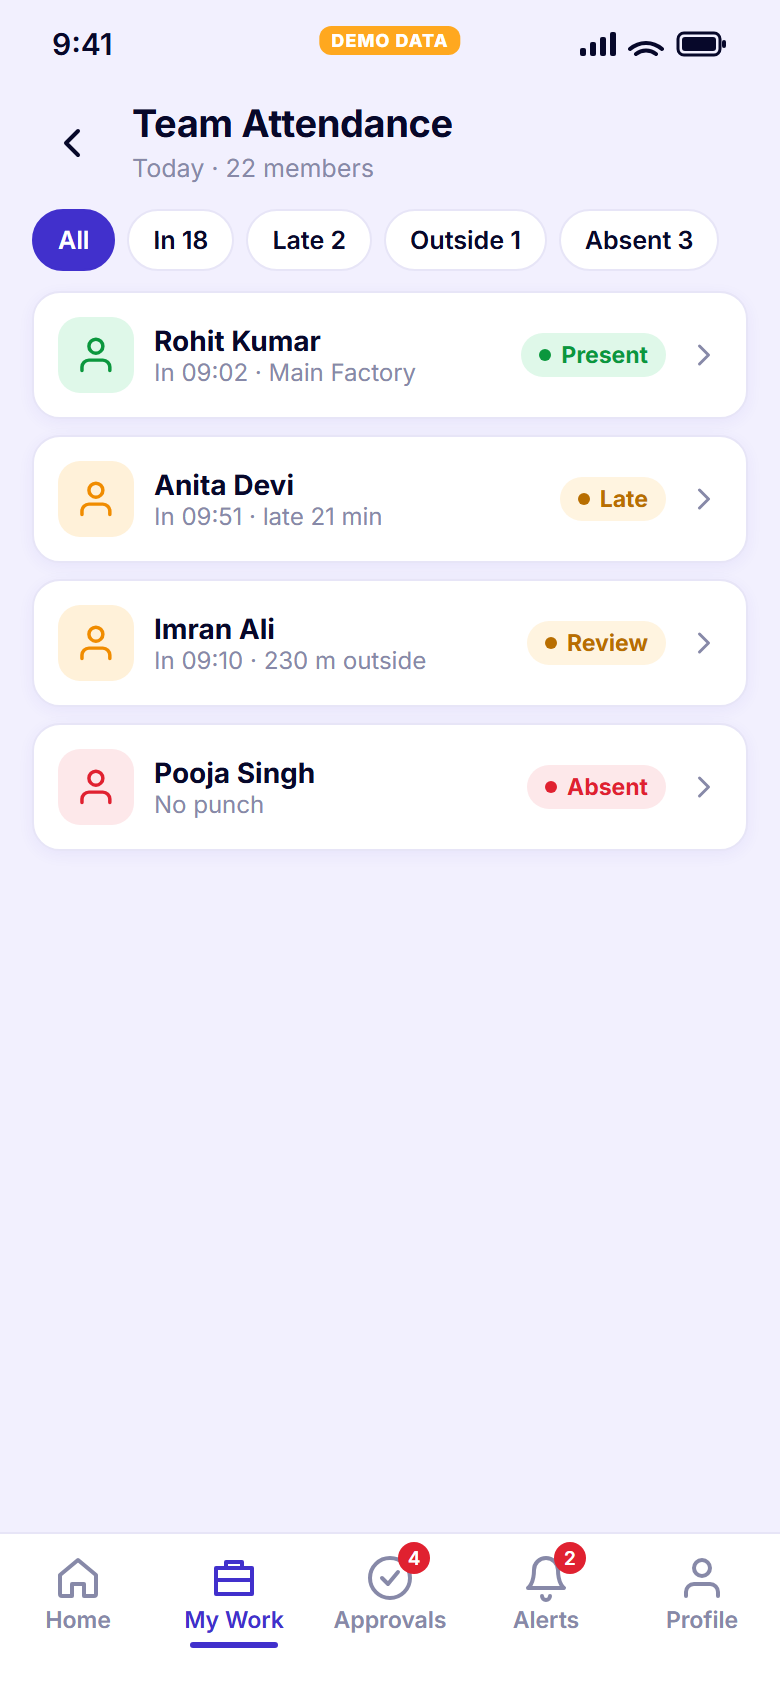 9:41
DEMO DATA
Team Attendance
Today · 22 members
All
In 18
Late 2
Outside 1
Absent 3
Rohit Kumar
In 09:02 · Main Factory
Present
Anita Devi
In 09:51 · late 21 min
Late
Imran Ali
In 09:10 · 230 m outside
Review
Pooja Singh
No punch
Absent
4
2
Home
My Work
Approvals
Alerts
Profile